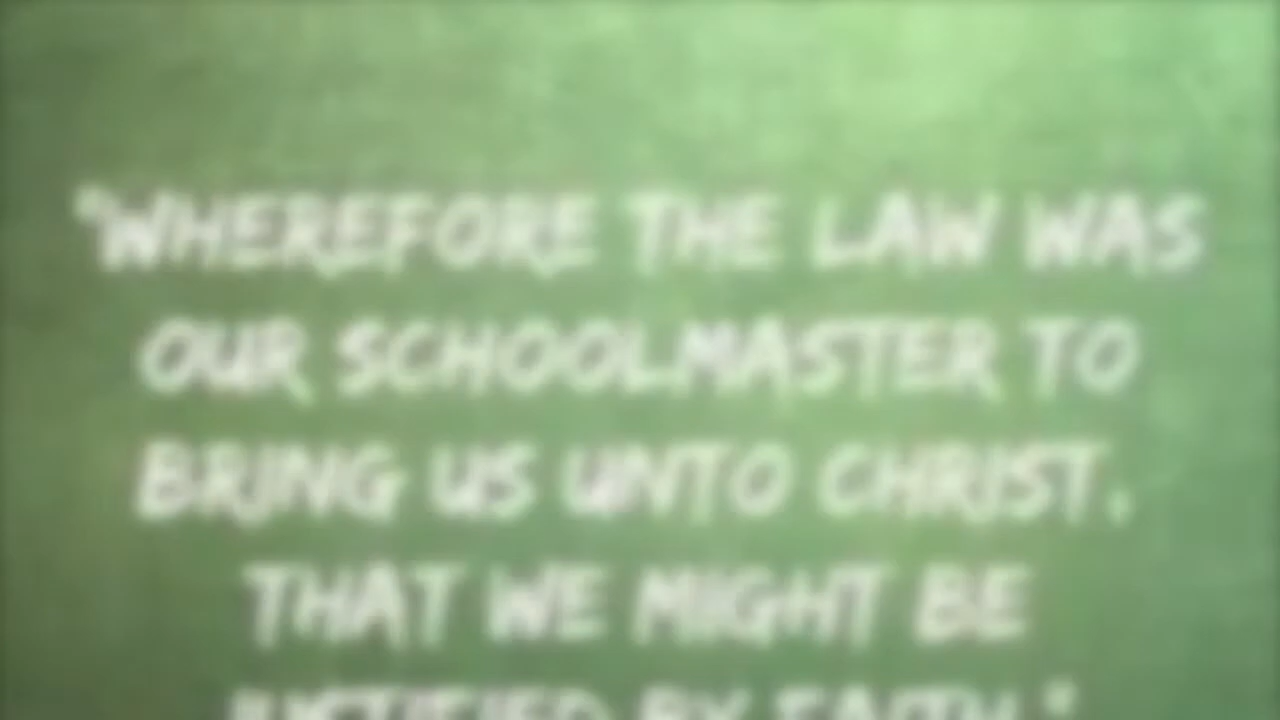 "WHEREFORE THE LAW WAS
OUR SCHOOLMASTER TO
BRING US UNTO CHRIST,
THAT WE MIGHT BE
JUSTIFIED BY FAITH."